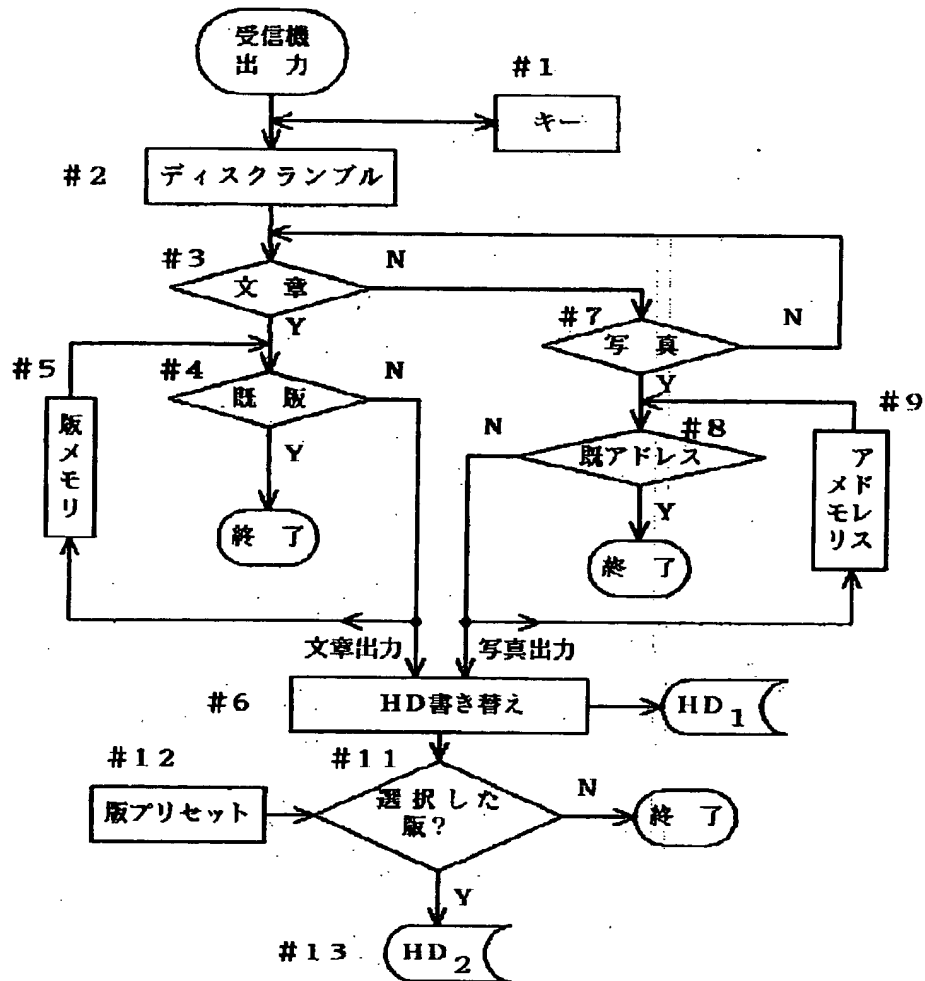 受信機
出 力
#1
キー
#2
ディスクランブル
#3
N
文 章
Y
#7
N
写 真
Y
#5
版メモリ
#4
N
既 版
Y
終 了
#9
アドレス
メモリ
N
#8
既アドレス
Y
終 了
文章出力
写真出力
#6
HD書き替え
HD1
#12
版プリセット
#11
選択した
版?
N
終 了
Y
#13
HD2